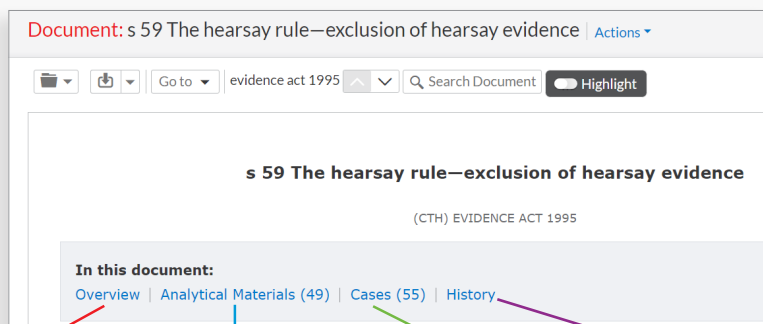 Document: s 59 The hearsay rule—exclusion of hearsay evidence | Actions
Go to evidence act 1995 Search Document Highlight
s 59 The hearsay rule—exclusion of hearsay evidence
(CTH) EVIDENCE ACT 1995
In this document:
Overview | Analytical Materials (49) | Cases (55) | History